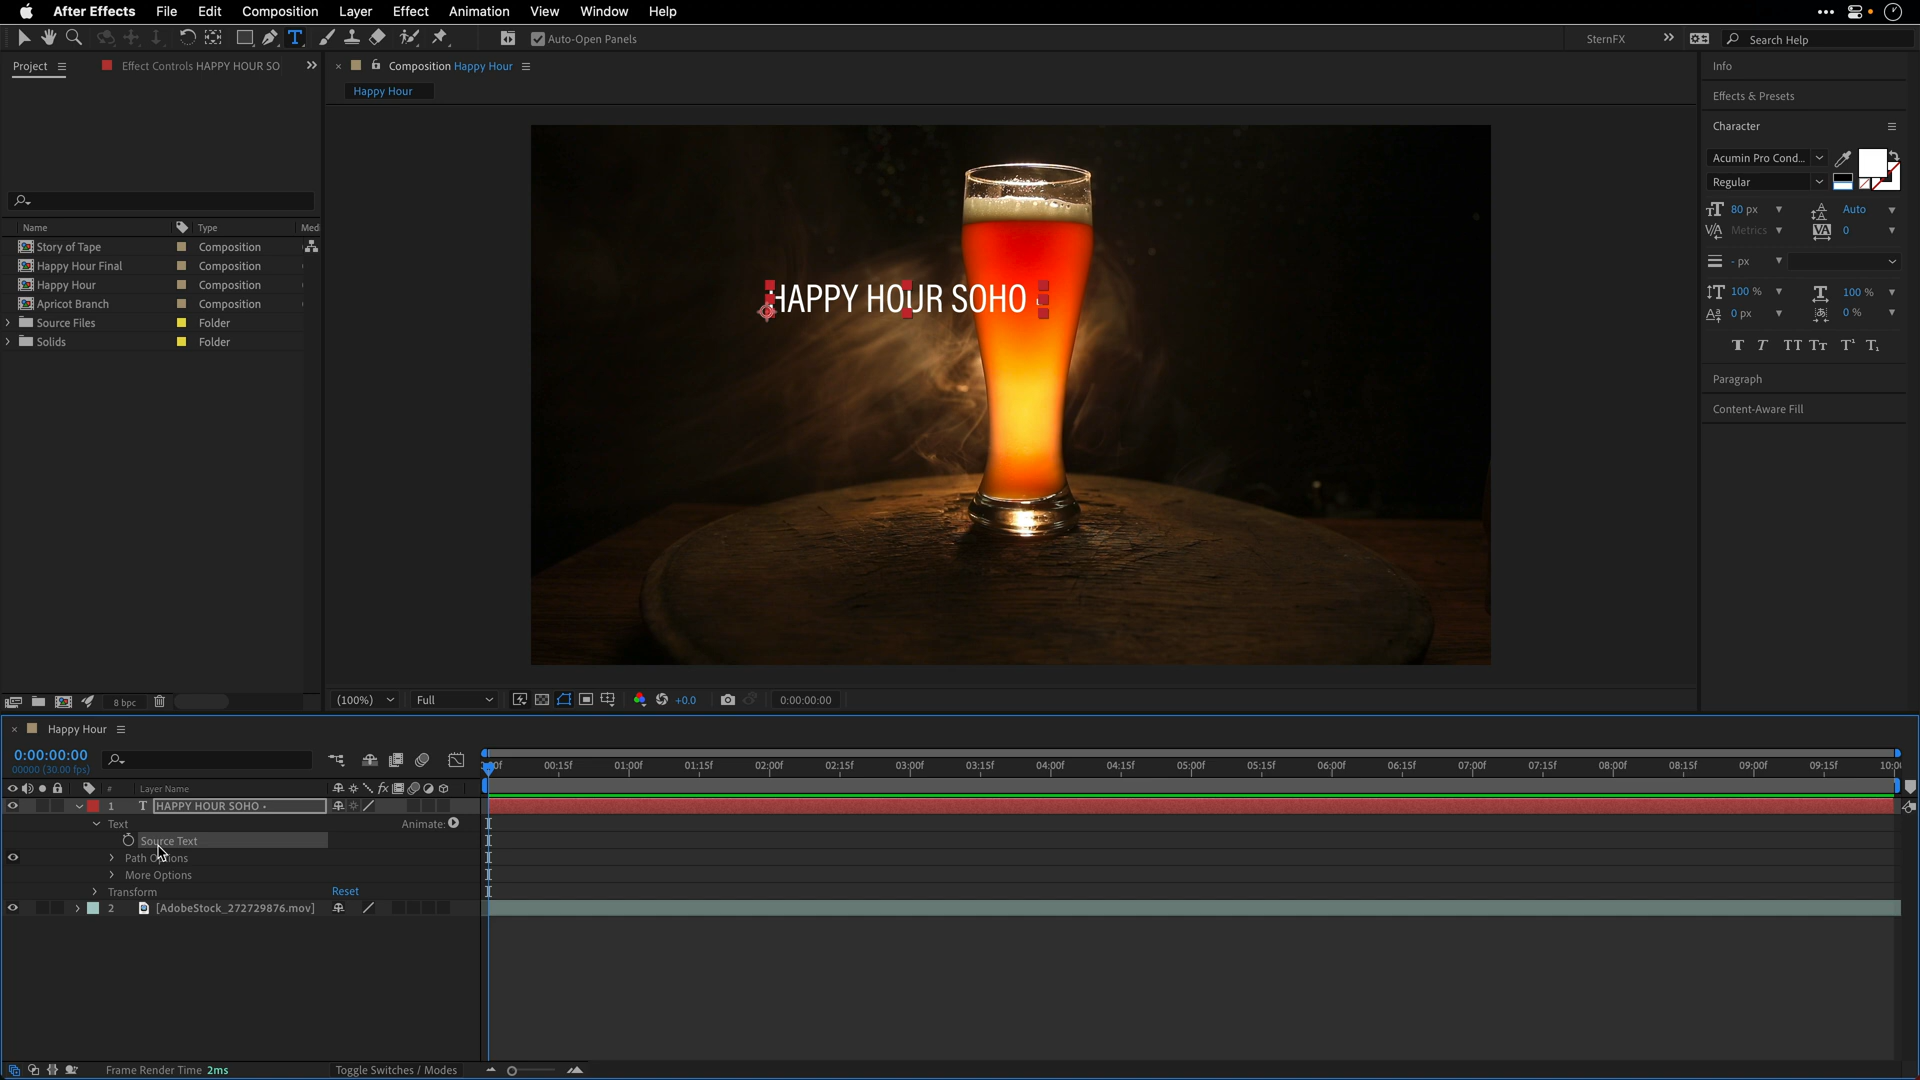 After Effects File Edit Composition Layer Effect Animation View Window Help
Auto-Open Panels SternFX Search Help
Project Effect Controls HAPPY HOUR SO
Composition Happy Hour
Happy Hour
Name Type Med
Story of Tape Composition
Happy Hour Final Composition
Happy Hour Composition
Apricot Branch Composition
Source Files Folder
Solids Folder
8 bpc
HAPPY HOUR SOHO -
(100%) Full +0.0 0:00:00:00
Info
Effects & Presets
Character
Acumin Pro Cond...
Regular
80 px Auto
Metrics 0
- px
100 % 100 %
0 px 0 %
Paragraph
Content-Aware Fill
Happy Hour
0:00:00:00
00000 (30.00 fps)
00:15f 01:00f 01:15f 02:00f 02:15f 03:00f 03:15f 04:00f 04:15f 05:00f 05:15f 06:00f 06:15f 07:00f 07:15f 08:00f 08:15f 09:00f 09:15f 10:0
# Layer Name
1 T HAPPY HOUR SOHO -
Text Animate:
Source Text
Path Options
More Options
Transform Reset
2 [AdobeStock_272729876.mov]
Frame Render Time 2ms Toggle Switches / Modes